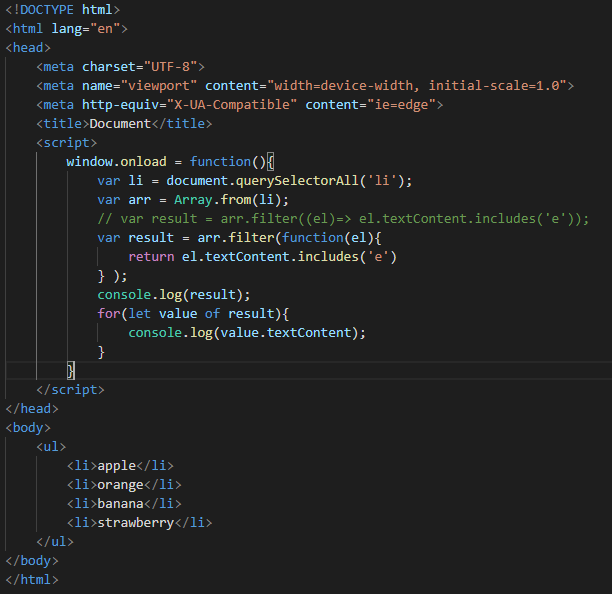 <!DOCTYPE html>
<html lang="en">
<head>
    <meta charset="UTF-8">
    <meta name="viewport" content="width=device-width, initial-scale=1.0">
    <meta http-equiv="X-UA-Compatible" content="ie=edge">
    <title>Document</title>
    <script>
        window.onload = function(){
            var li = document.querySelectorAll('li');
            var arr = Array.from(li);
            // var result = arr.filter((el)=> el.textContent.includes('e'));
            var result = arr.filter(function(el){
                return el.textContent.includes('e')
            } );
            console.log(result);
            for(let value of result){
                console.log(value.textContent);
            }
        }
    </script>
</head>
<body>
    <ul>
        <li>apple</li>
        <li>orange</li>
        <li>banana</li>
        <li>strawberry</li>
    </ul>
</body>
</html>